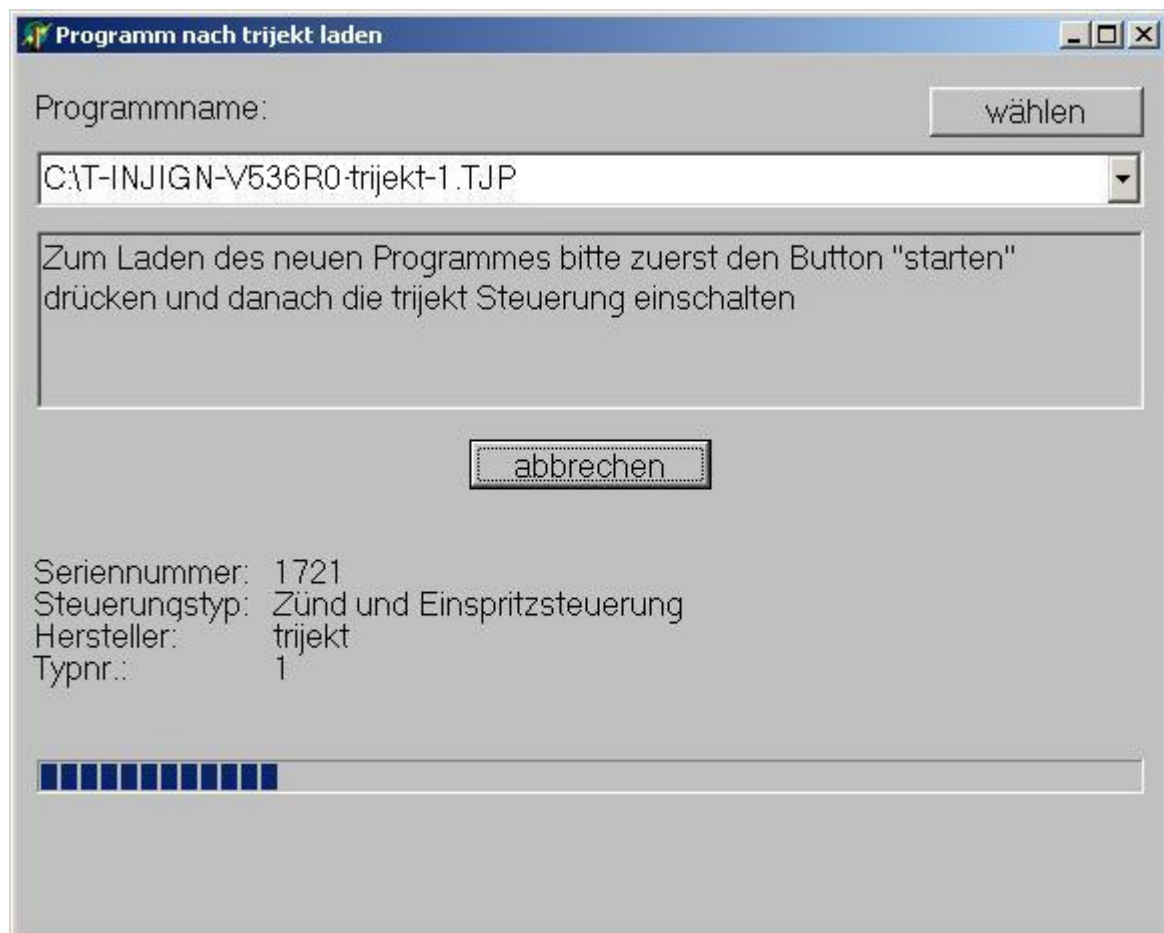 Programm nach trijekt laden
Programmname:
wählen
C:\T-INJIGN-V536R0-trijekt-1.TJP
Zum Laden des neuen Programmes bitte zuerst den Button "starten"
drücken und danach die trijekt Steuerung einschalten
abbrechen
Seriennummer: 1721
Steuerungstyp: Zünd und Einspritzsteuerung
Hersteller: trijekt
Typnr.: 1